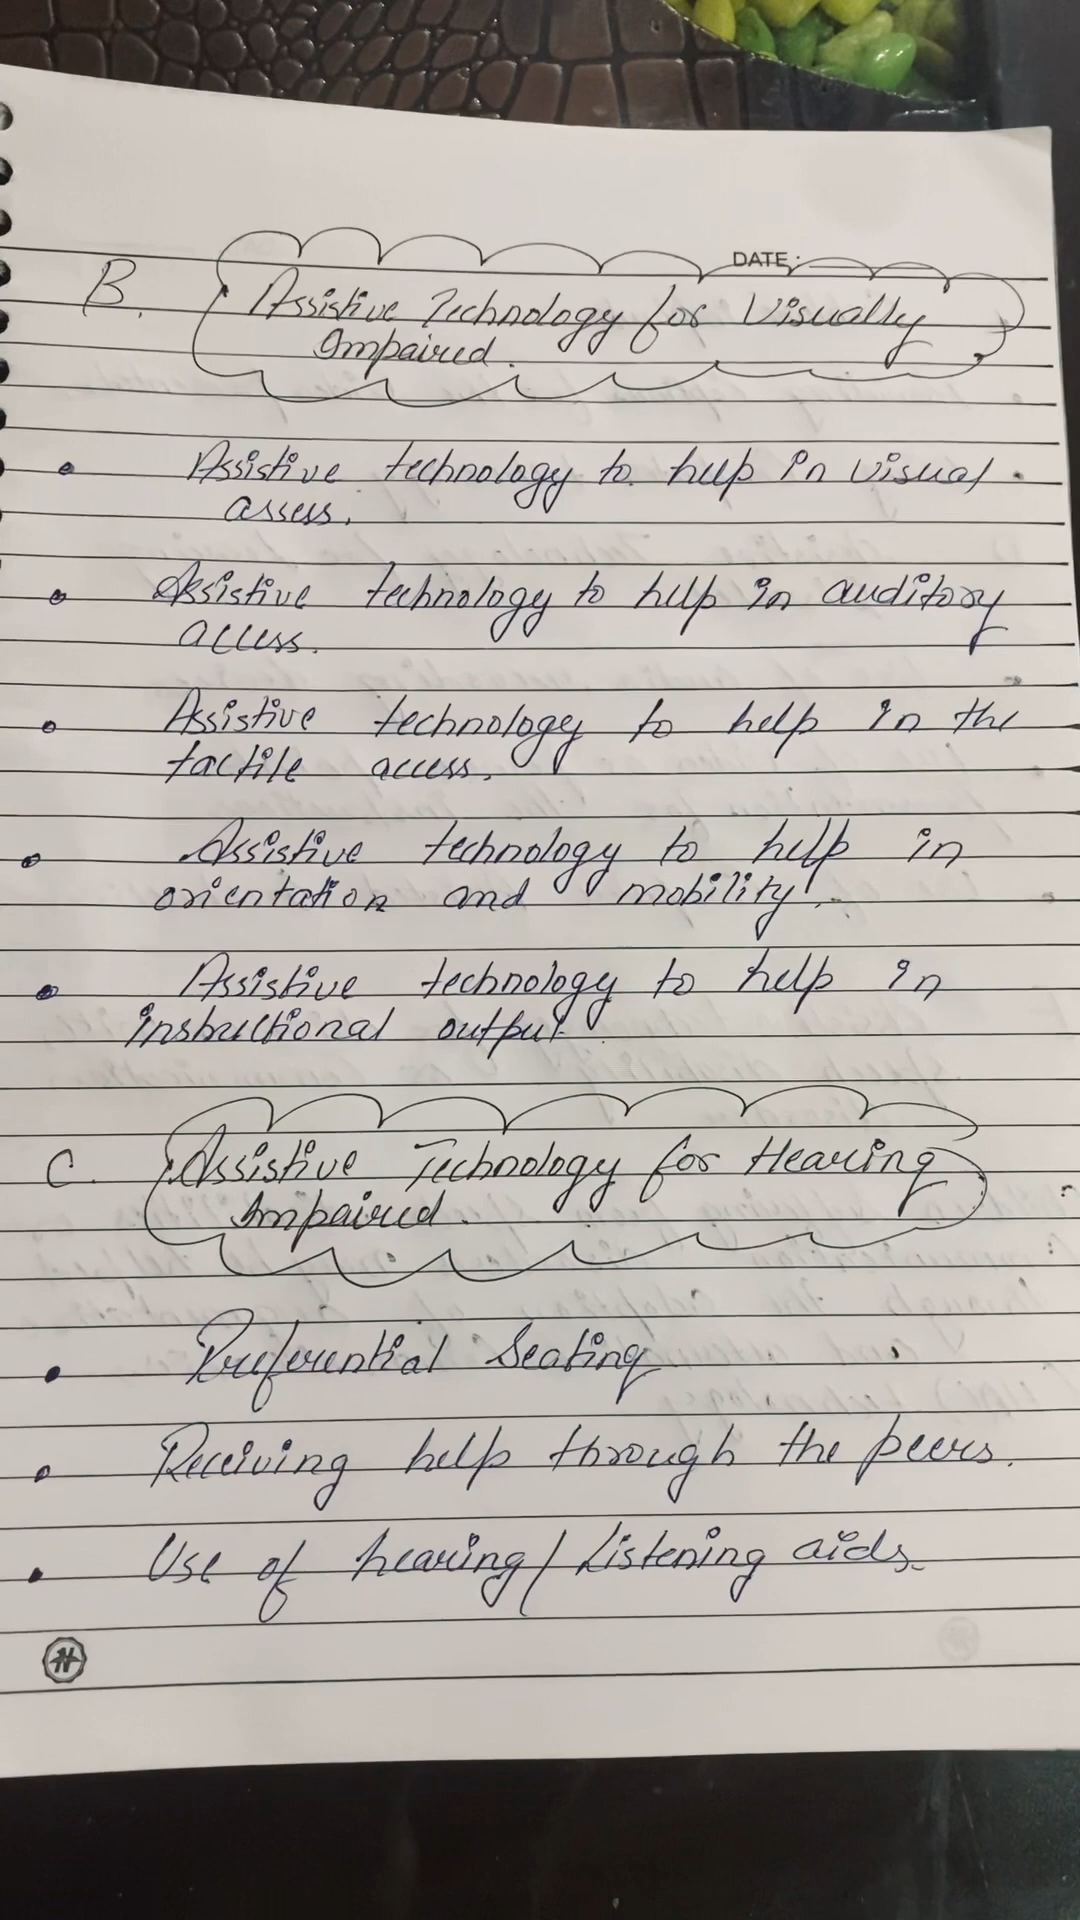 DATE:
B. Assistive Technology for Visually
Impaired.
• Assistive technology to help in visual.
assess.
• Assistive technology to help in auditory
access.
• Assistive technology to help in the
tactile access.
• Assistive technology to help in
orientation and mobility.
• Assistive technology to help in
instructional output.
C. Assistive Technology for Hearing
Impaired.
• Preferential Seating
• Receiving help through the peers.
• Use of hearing/Listening aids.